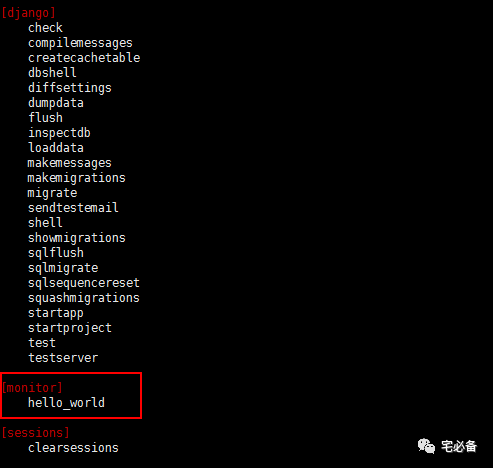 [django]
check
compilemessages
createcachetable
dbshell
diffsettings
dumpdata
flush
inspectdb
loaddata
makemessages
makemigrations
migrate
sendtestemail
shell
showmigrations
sqlflush
sqlmigrate
sqlsequencereset
squashmigrations
startapp
startproject
test
testserver
[monitor]
hello_world
[sessions]
clearsessions
宅必备